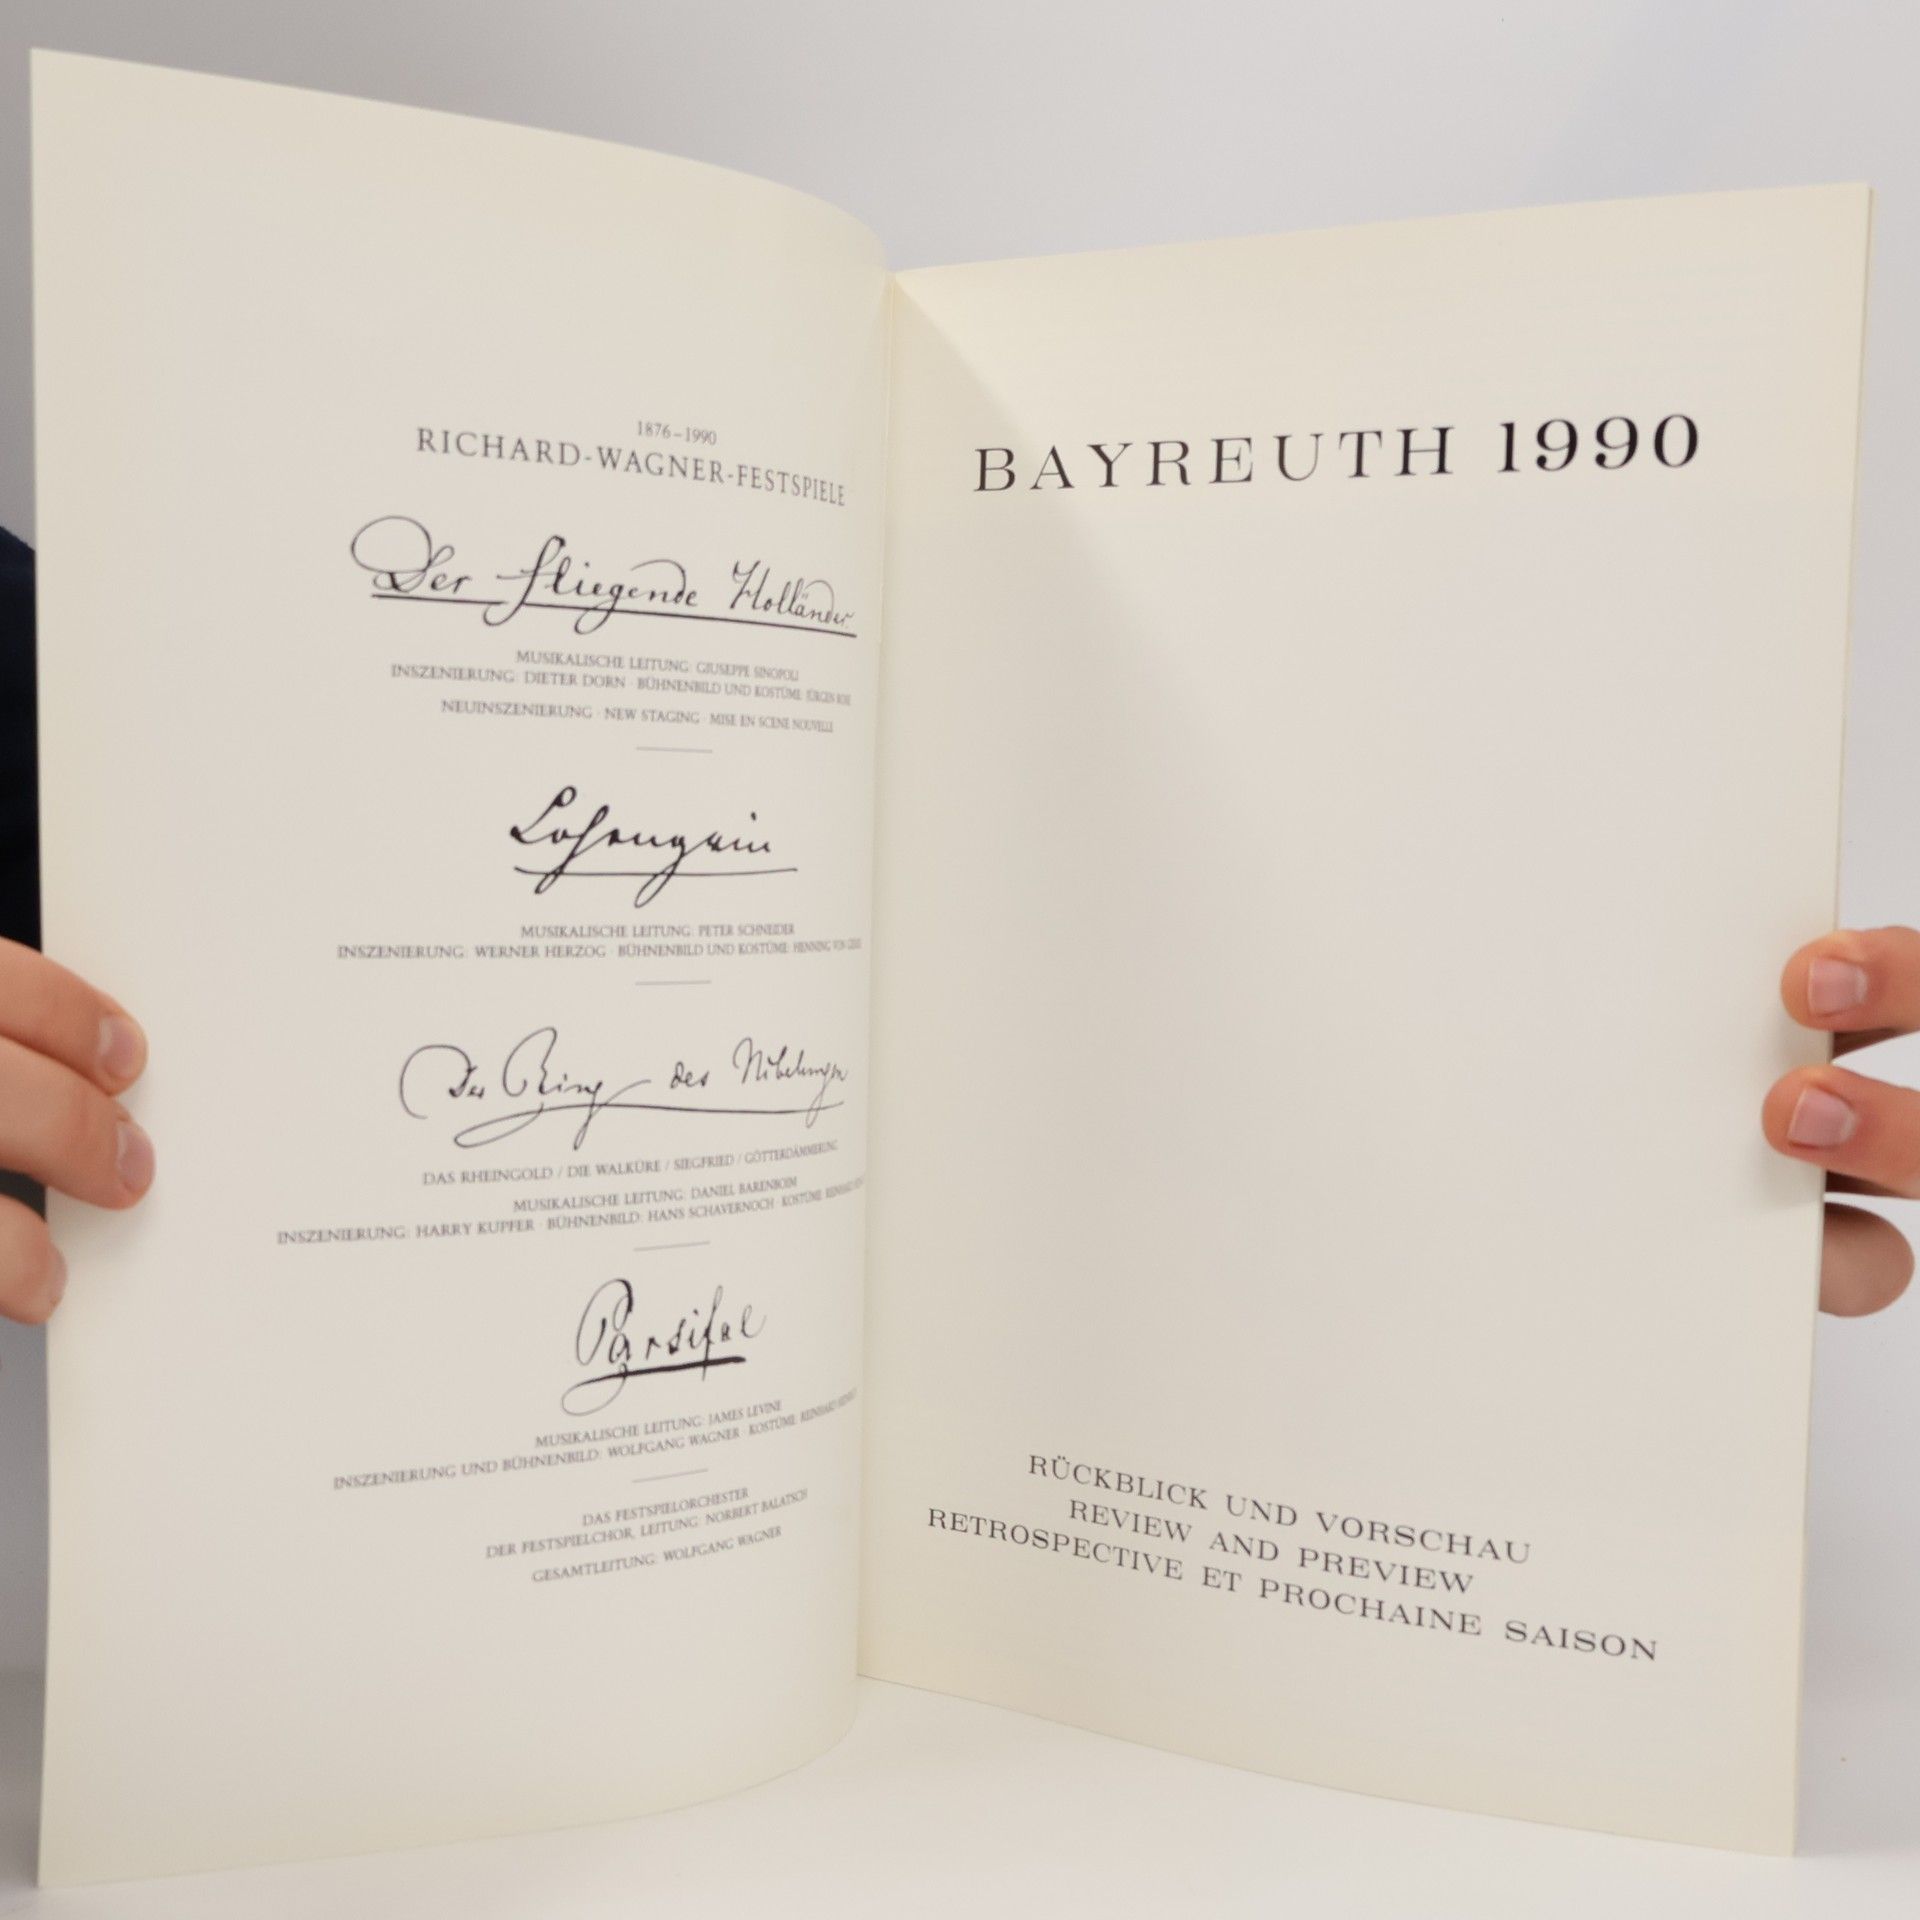 1876–1990
RICHARD-WAGNER-FESTSPIELE
Der fliegende Holländer.
MUSIKALISCHE LEITUNG: GIUSEPPE SINOPOLI
INSZENIERUNG: DIETER DORN · BÜHNENBILD UND KOSTÜME: JÜRGEN ROSE
NEUINSZENIERUNG · NEW STAGING · MISE EN SCENE NOUVELLE
Lohengrin
MUSIKALISCHE LEITUNG: PETER SCHNEIDER
INSZENIERUNG: WERNER HERZOG · BÜHNENBILD UND KOSTÜME: HENNING VON
Der Ring des Nibelungen
DAS RHEINGOLD / DIE WALKÜRE / SIEGFRIED / GÖTTERDÄMMERUNG
MUSIKALISCHE LEITUNG: DANIEL BARENBOIM
INSZENIERUNG: HARRY KUPFER · BÜHNENBILD: HANS SCHAVERNOCH · KOSTÜME: REINHARD
Parsifal
MUSIKALISCHE LEITUNG: JAMES LEVINE
INSZENIERUNG UND BÜHNENBILD: WOLFGANG WAGNER · KOSTÜME: REINHARD
DAS FESTSPIELORCHESTER
DER FESTSPIELCHOR, LEITUNG: NORBERT BALATSCH
GESAMTLEITUNG: WOLFGANG WAGNER
BAYREUTH 1990
RÜCKBLICK UND VORSCHAU
REVIEW AND PREVIEW
RETROSPECTIVE ET PROCHAINE SAISON